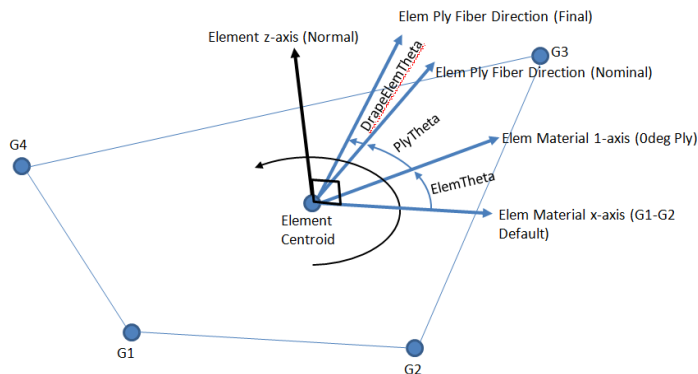 Elem Ply Fiber Direction (Final)
Element z-axis (Normal)
G3
Elem Ply Fiber Direction (Nominal)
DrapeElemTheta
PlyTheta
Elem Material 1-axis (0deg Ply)
G4
ElemTheta
Element
Centroid
Elem Material x-axis (G1-G2
Default)
G1
G2